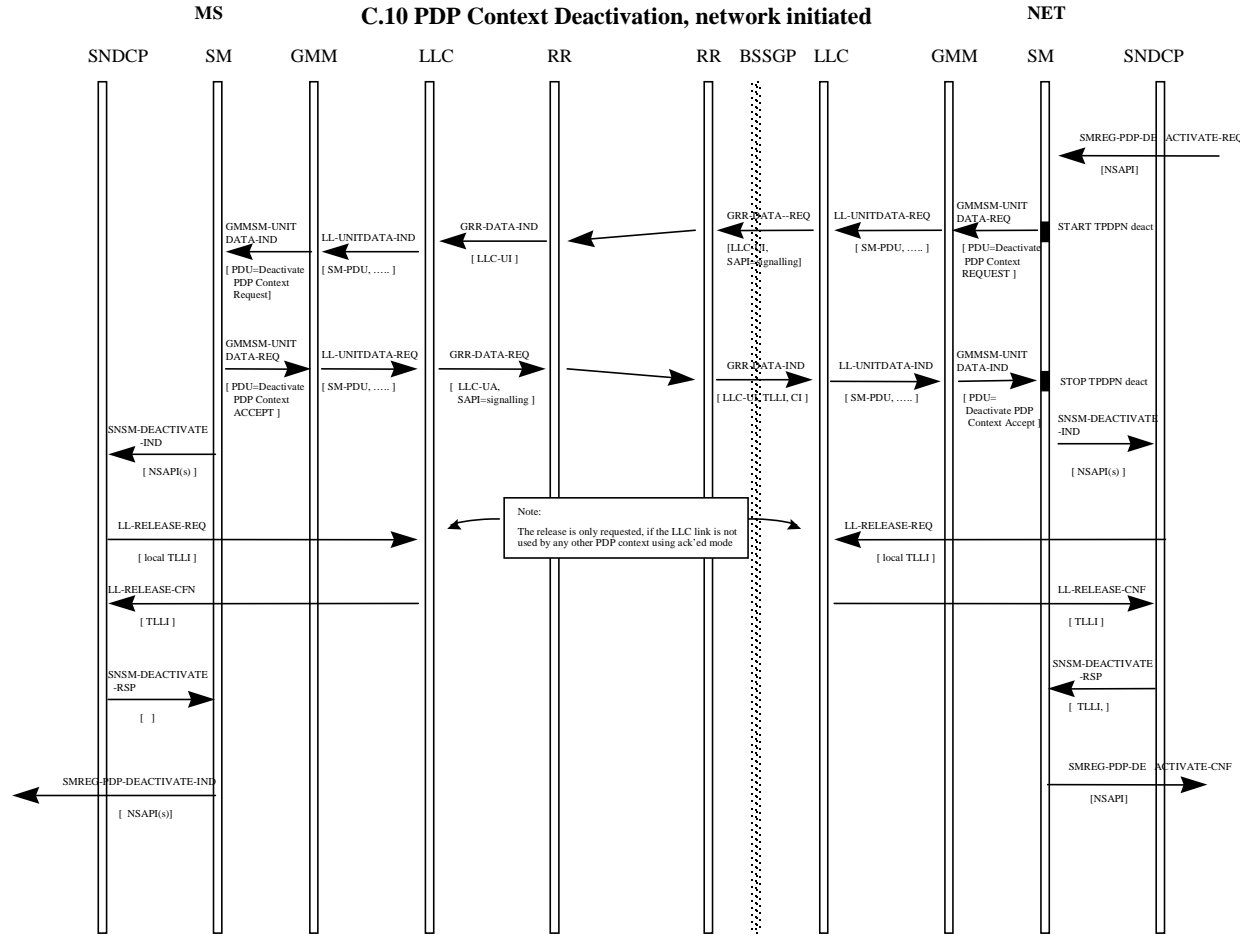 MS
C.10 PDP Context Deactivation, network initiated
NET
SNDCP
SM
GMM
LLC
RR
RR
BSSGP
LLC
GMM
SM
SNDCP
SMREG-PDP-DE ACTIVATE-REQ
[NSAPI]
GMMSM-UNIT
DATA-IND
[ PDU=Deactivate
PDP Context
Request]
LL-UNITDATA-IND
[ SM-PDU, ..... ]
GRR-DATA-IND
[ LLC-UI ]
GRR-DATA--REQ
[LLC-UI,
SAPI=signalling]
LL-UNITDATA-REQ
[ SM-PDU, ..... ]
GMMSM-UNIT
DATA-REQ
[ PDU=Deactivate
PDP Context
REQUEST ]
START TPDPN deact
GMMSM-UNIT
DATA-REQ
[ PDU=Deactivate
PDP Context
ACCEPT ]
LL-UNITDATA-REQ
[ SM-PDU, ..... ]
GRR-DATA-REQ
[ LLC-UA,
SAPI=signalling ]
GRR-DATA-IND
[ LLC-UI, TLLI, CI ]
LL-UNITDATA-IND
[ SM-PDU, ..... ]
GMMSM-UNIT
DATA-IND
[ PDU=
Deactivate PDP
Context Accept ]
STOP TPDPN deact
SNSM-DEACTIVATE
-IND
[ NSAPI(s) ]
SNSM-DEACTIVATE
-IND
[ NSAPI(s) ]
LL-RELEASE-REQ
[ local TLLI ]
Note:
The release is only requested, if the LLC link is not
used by any other PDP context using ack'ed mode
LL-RELEASE-REQ
[ local TLLI ]
LL-RELEASE-CFN
[ TLLI ]
LL-RELEASE-CNF
[ TLLI ]
SNSM-DEACTIVATE
-RSP
[ ]
SNSM-DEACTIVATE
-RSP
[ TLLI, ]
SMREG-PDP-DEACTIVATE-IND
[ NSAPI(s)]
SMREG-PDP-DE ACTIVATE-CNF
[NSAPI]